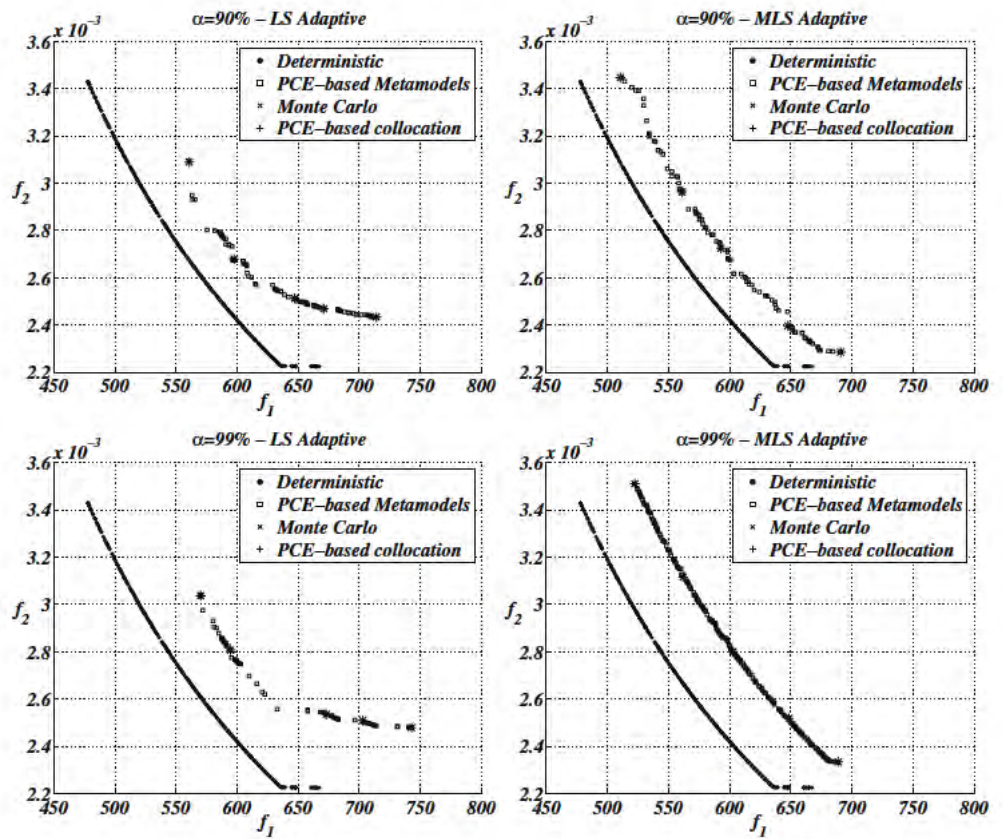 α=90% – LS Adaptive
x 10⁻³
3.6
3.4
3.2
3
2.8
2.6
2.4
2.2
f₂
450 500 550 600 650 700 750 800
f₁
Deterministic
PCE–based Metamodels
Monte Carlo
PCE–based collocation
α=90% – MLS Adaptive
x 10⁻³
3.6
3.4
3.2
3
2.8
2.6
2.4
2.2
f₂
450 500 550 600 650 700 750 800
f₁
Deterministic
PCE–based Metamodels
Monte Carlo
PCE–based collocation
α=99% – LS Adaptive
x 10⁻³
3.6
3.4
3.2
3
2.8
2.6
2.4
2.2
f₂
450 500 550 600 650 700 750 800
f₁
Deterministic
PCE–based Metamodels
Monte Carlo
PCE–based collocation
α=99% – MLS Adaptive
x 10⁻³
3.6
3.4
3.2
3
2.8
2.6
2.4
2.2
f₂
450 500 550 600 650 700 750 800
f₁
Deterministic
PCE–based Metamodels
Monte Carlo
PCE–based collocation